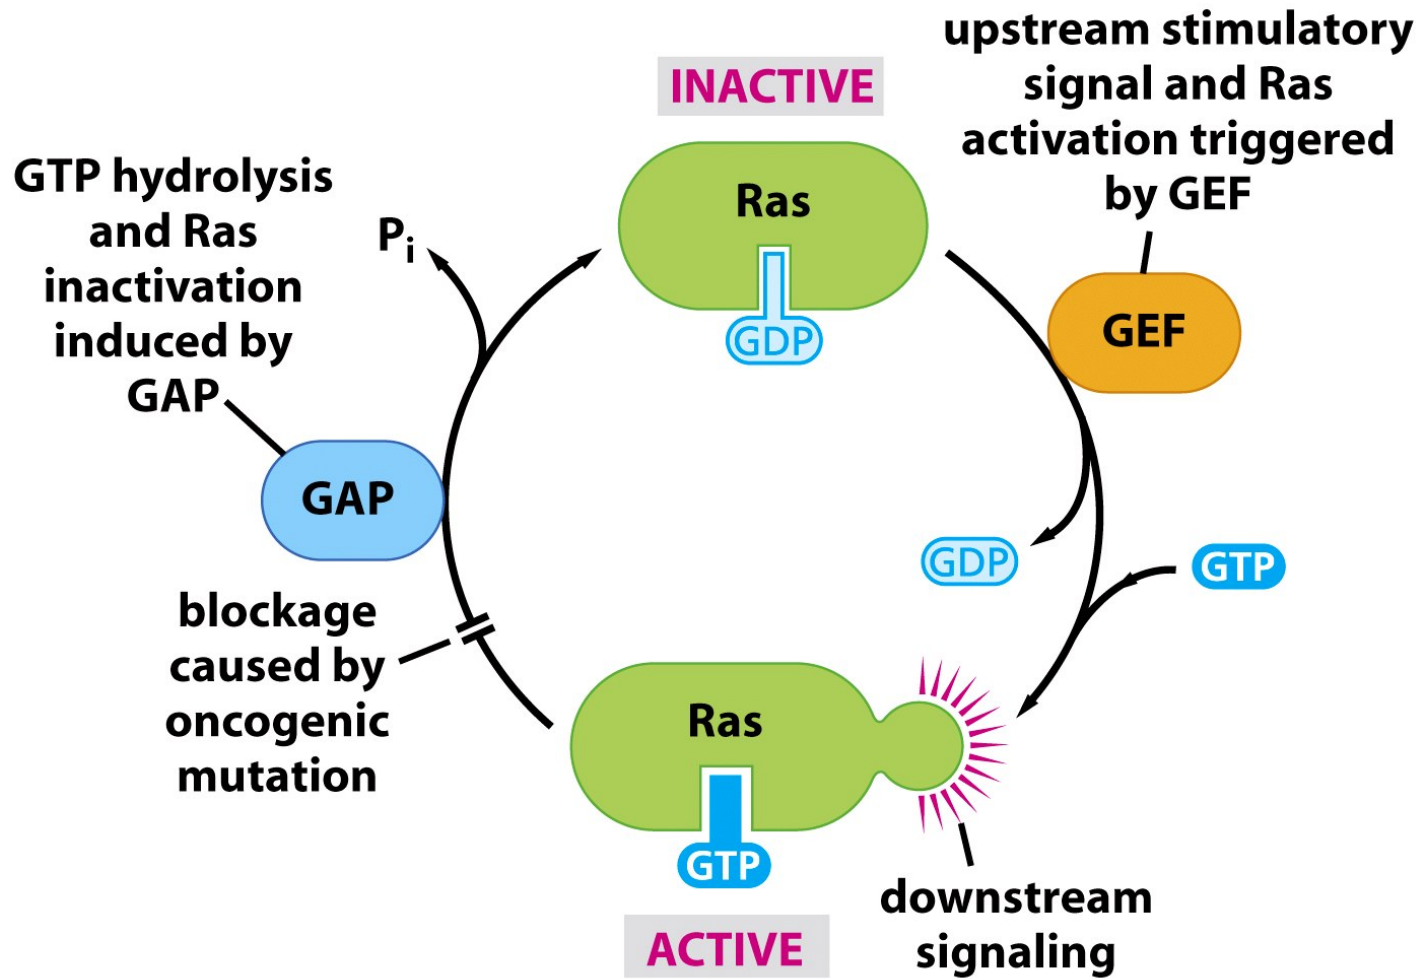 INACTIVE
Ras
GDP
upstream stimulatory
signal and Ras
activation triggered
by GEF
GEF
GDP
GTP
Ras
GTP
ACTIVE
downstream
signaling
blockage
caused by
oncogenic
mutation
GAP
GTP hydrolysis
and Ras
inactivation
induced by
GAP
Pi